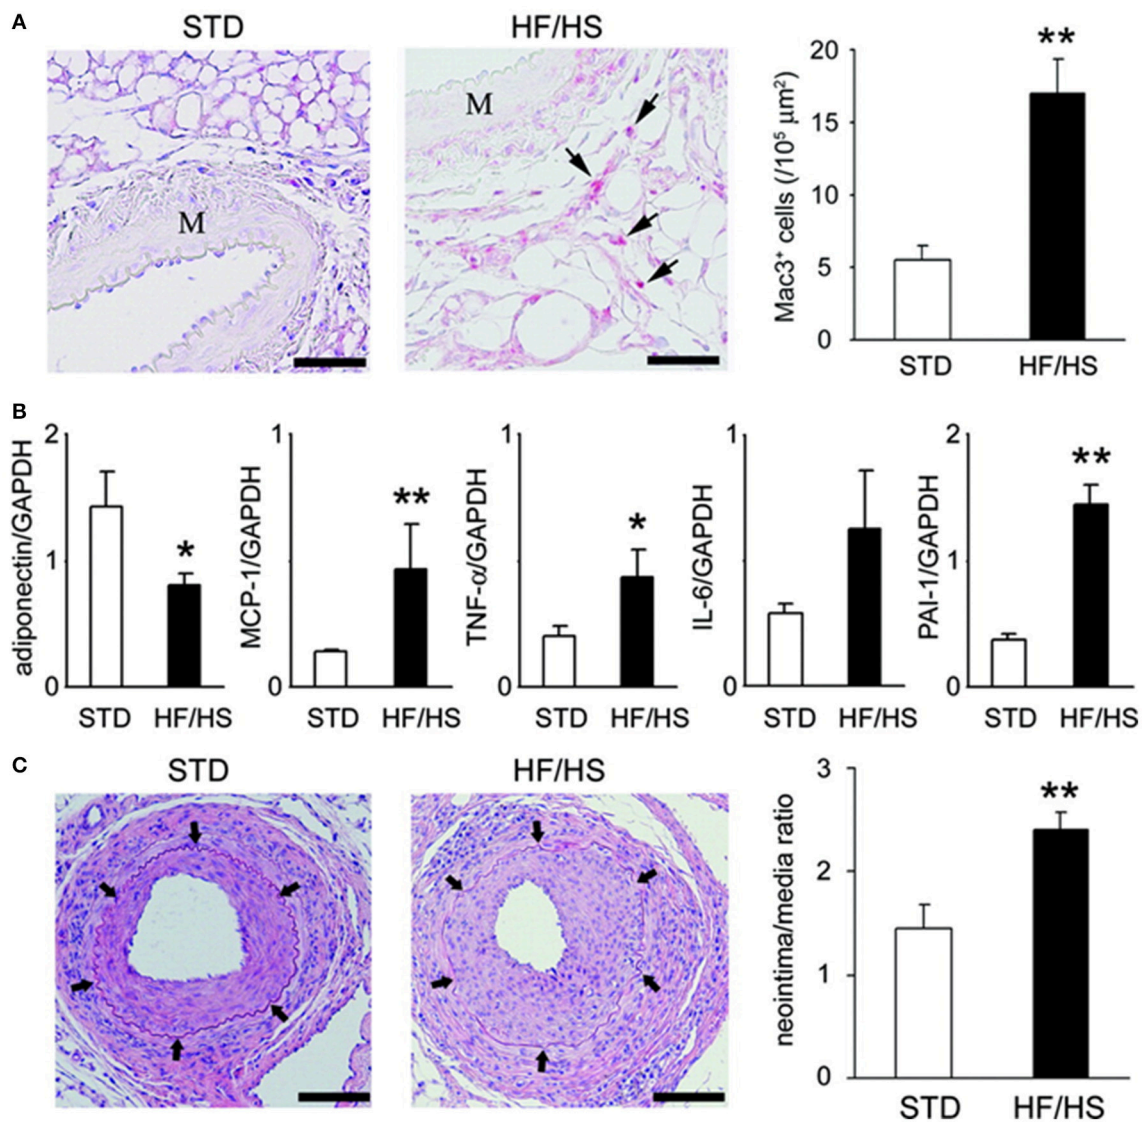 A
STD
HF/HS
M
M
Mac3⁺ cells (/10⁵ μm²)
20
15
10
5
0
**
STD
HF/HS
B
adiponectin/GAPDH
2
1
0
*
STD
HF/HS
MCP-1/GAPDH
1
0
**
STD
HF/HS
TNF-α/GAPDH
1
0
*
STD
HF/HS
IL-6/GAPDH
1
0
STD
HF/HS
PAI-1/GAPDH
2
1
0
**
STD
HF/HS
C
STD
HF/HS
neointima/media ratio
3
2
1
0
**
STD
HF/HS